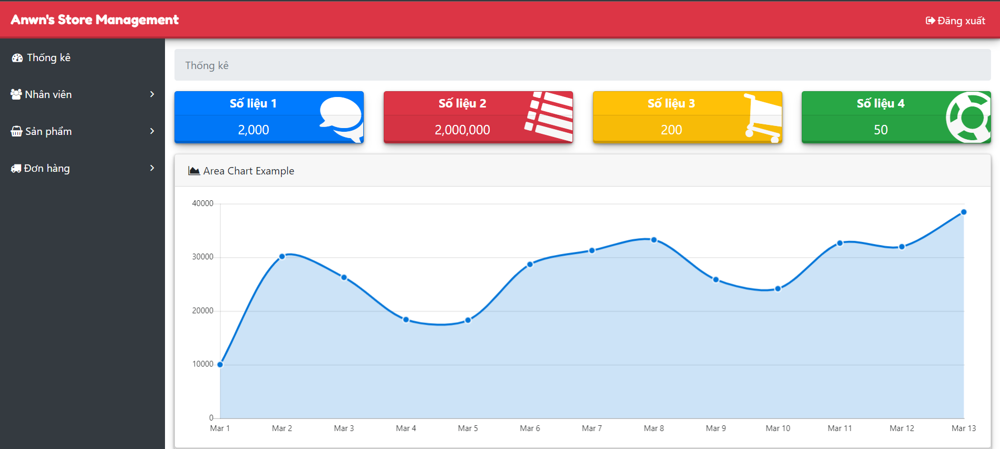 Anwn's Store Management
Đăng xuất
Thống kê
Nhân viên
Sản phẩm
Đơn hàng
Thống kê
Số liệu 1
2,000
Số liệu 2
2,000,000
Số liệu 3
200
Số liệu 4
50
Area Chart Example
40000
30000
20000
10000
0
Mar 1 Mar 2 Mar 3 Mar 4 Mar 5 Mar 6 Mar 7 Mar 8 Mar 9 Mar 10 Mar 11 Mar 12 Mar 13